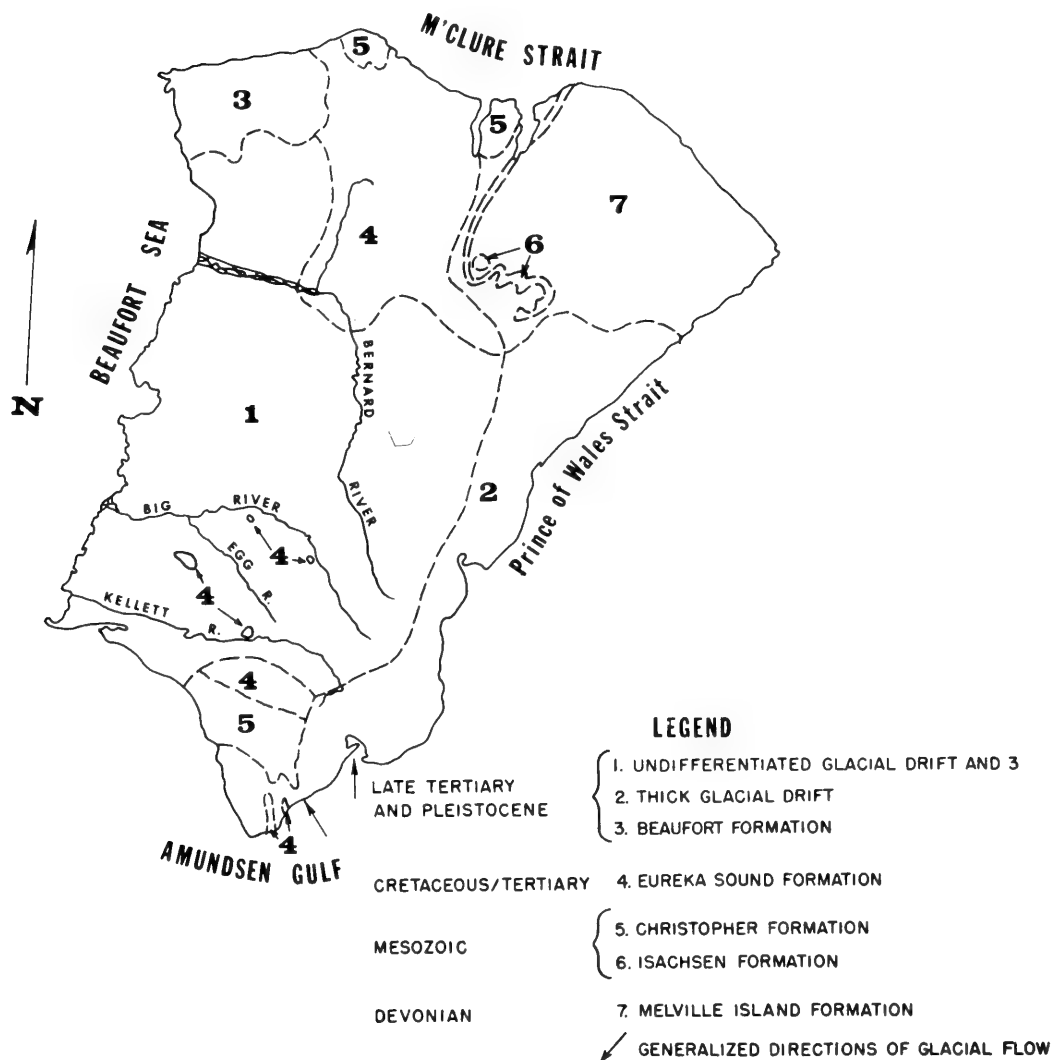 M'CLURE STRAIT
5
3
5
7
4
6
BEAUFORT SEA
N
BERNARD
RIVER
1
2
Prince of Wales Strait
BIG RIVER
EGG R.
4
4
KELLETT R.
4
5
4
AMUNDSEN GULF
LEGEND
LATE TERTIARY
AND PLEISTOCENE
1. UNDIFFERENTIATED GLACIAL DRIFT AND 3
2. THICK GLACIAL DRIFT
3. BEAUFORT FORMATION
CRETACEOUS/TERTIARY 4. EUREKA SOUND FORMATION
MESOZOIC
5. CHRISTOPHER FORMATION
6. ISACHSEN FORMATION
DEVONIAN 7. MELVILLE ISLAND FORMATION
GENERALIZED DIRECTIONS OF GLACIAL FLOW